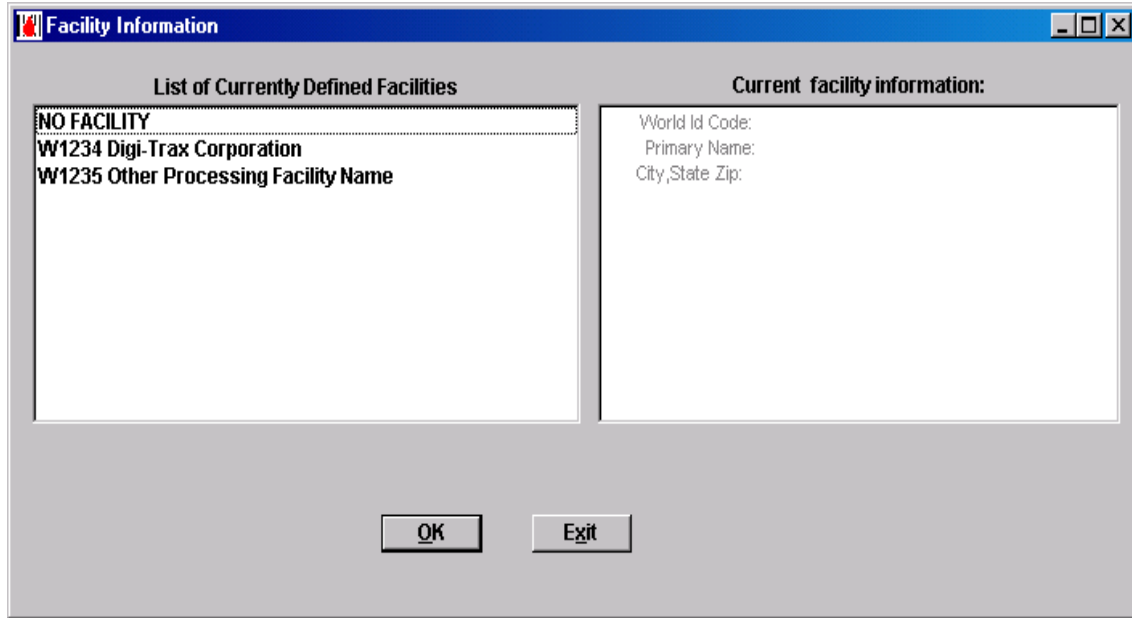 Facility Information
List of Currently Defined Facilities
NO FACILITY
W1234 Digi-Trax Corporation
W1235 Other Processing Facility Name
Current facility information:
World Id Code:
Primary Name:
City,State Zip:
OK
Exit